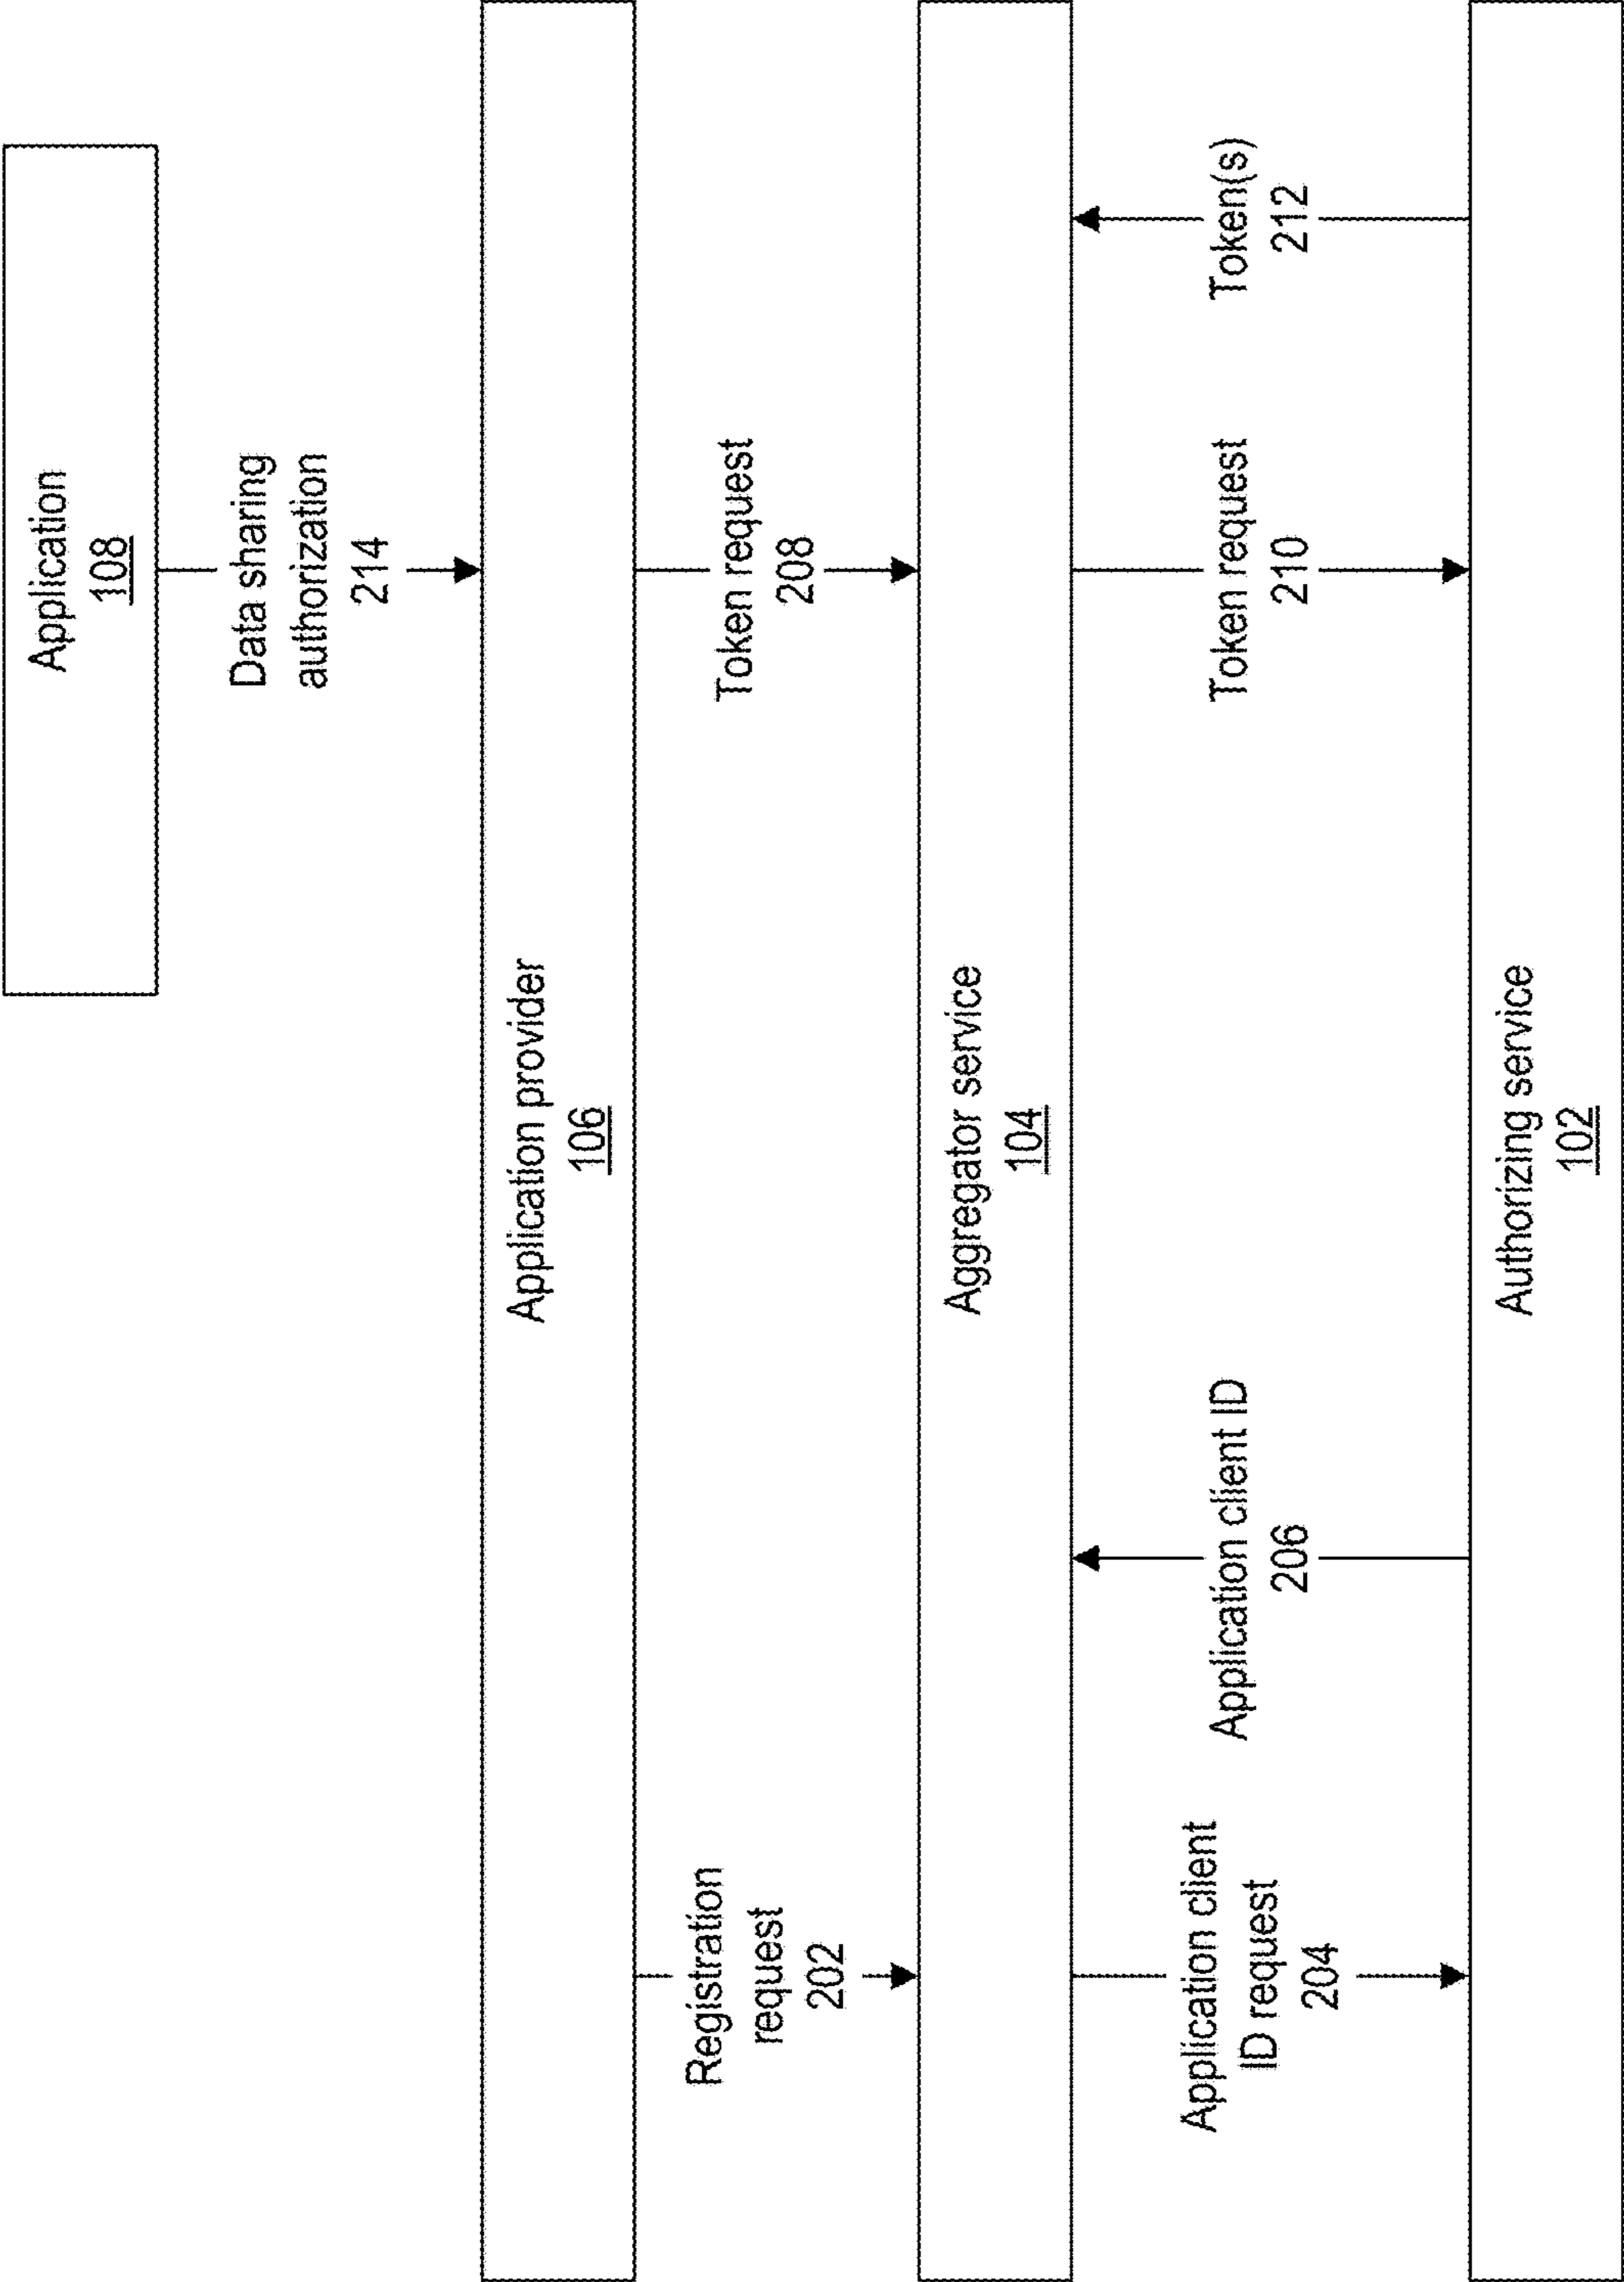 Application
108
Data sharing
authorization
214
Application provider
106
Registration
request
202
Token request
208
Aggregator service
104
Application client
ID request
204
Application client ID
206
Token request
210
Token(s)
212
Authorizing service
102